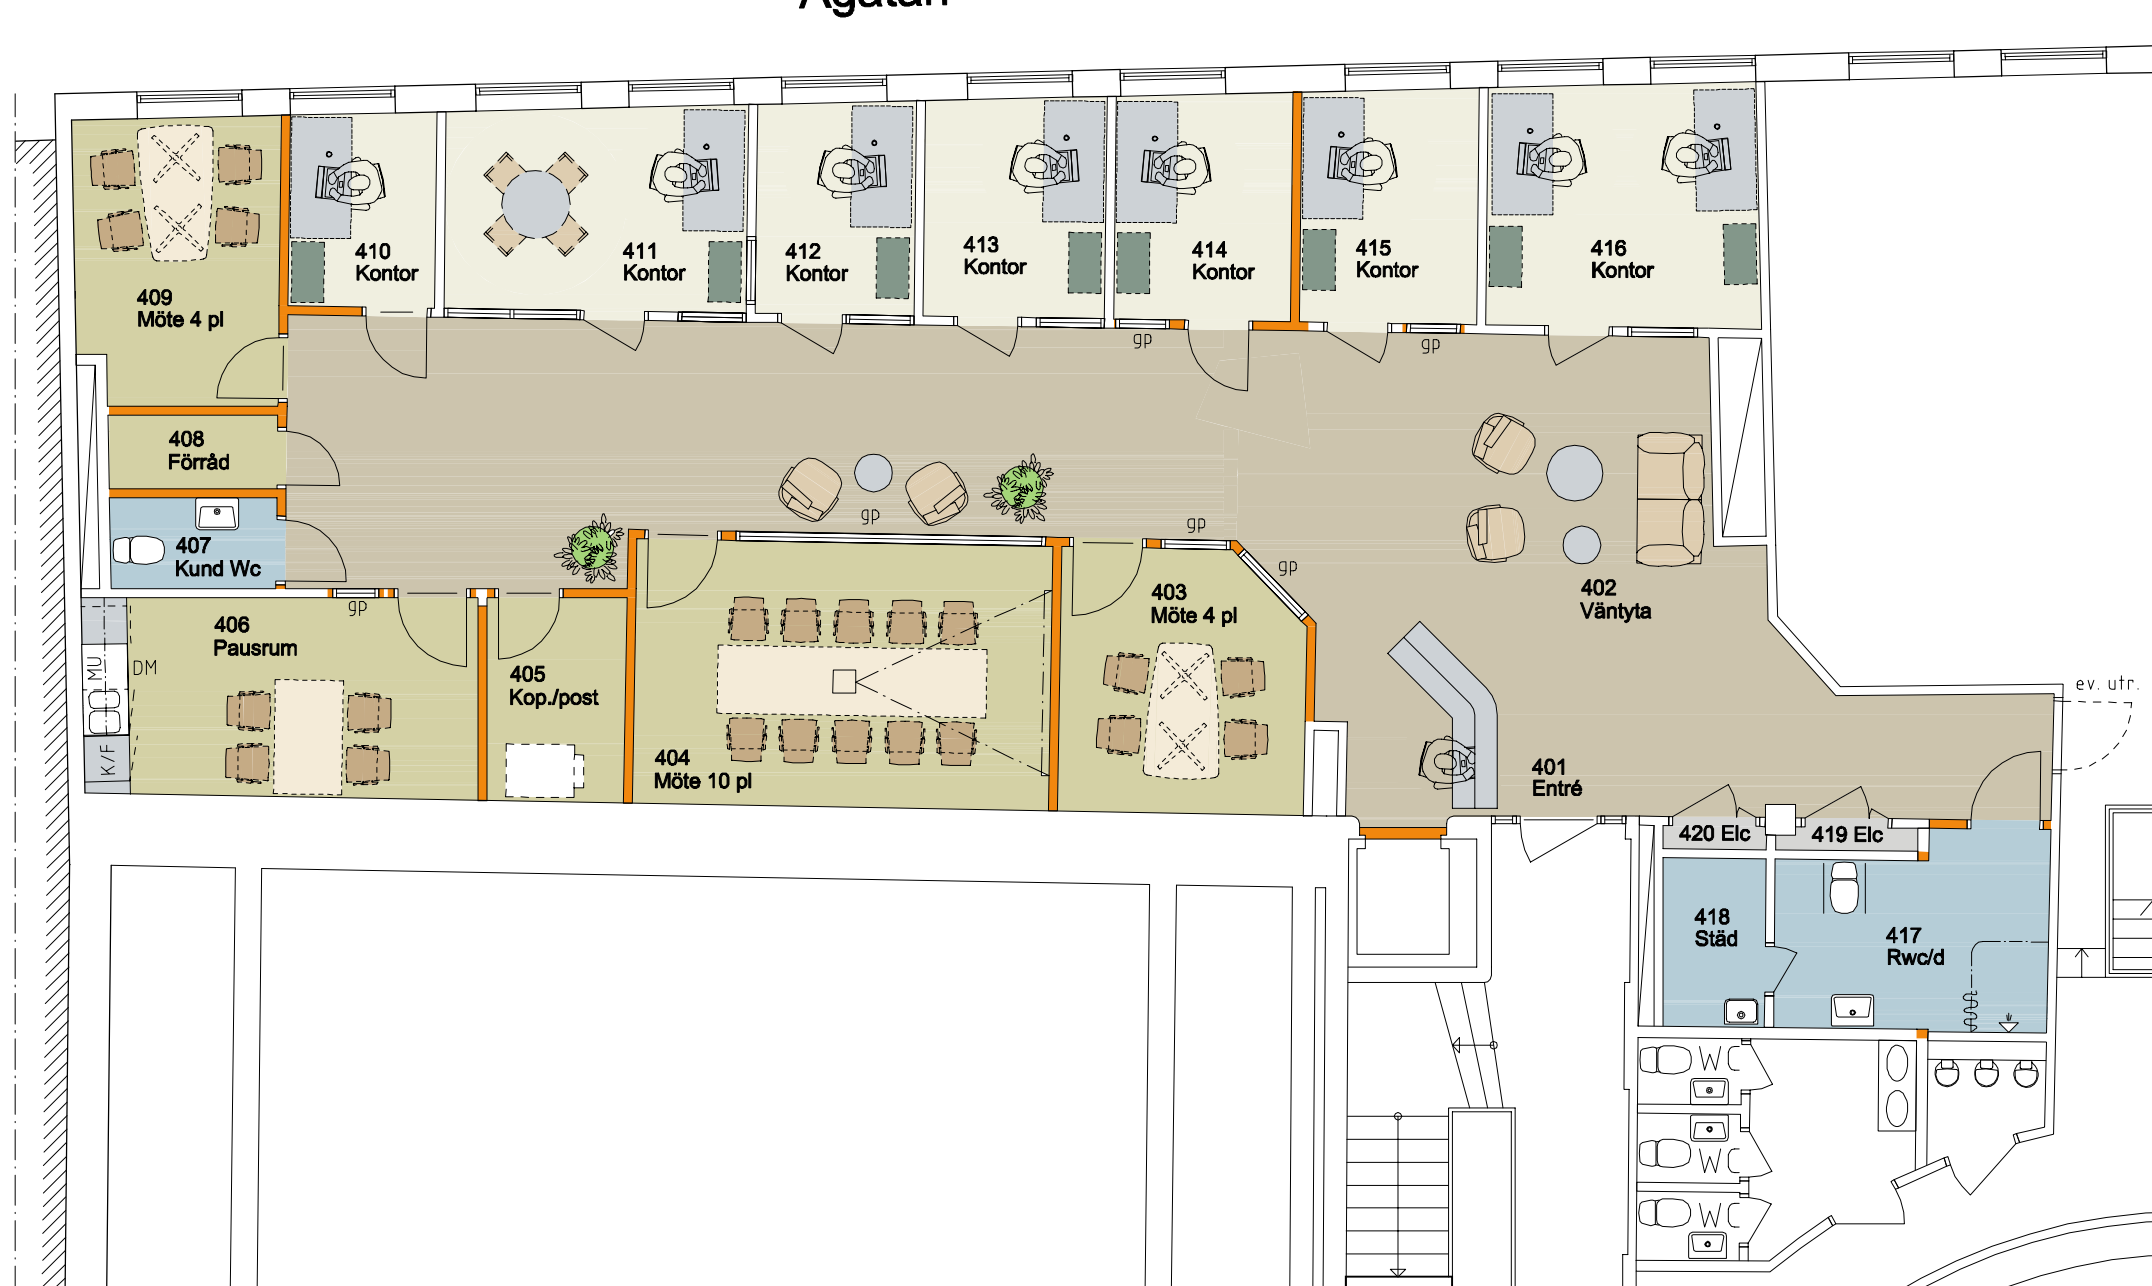 Ågatan
410
Kontor
411
Kontor
412
Kontor
413
Kontor
414
Kontor
415
Kontor
416
Kontor
409
Möte 4 pl
gp
gp
408
Förråd
407
Kund Wc
gp
gp
gp
402
Väntyta
403
Möte 4 pl
gp
406
Pausrum
MU
DM
K/F
405
Kop./post
404
Möte 10 pl
ev. utr.
401
Entré
420 Elc
419 Elc
418
Städ
417
Rwc/d
WC
WC
WC